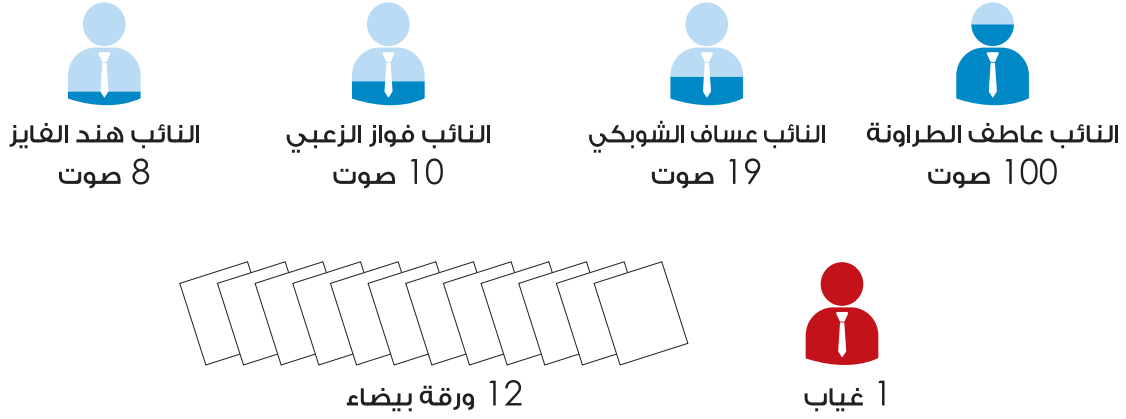 النائب عاطف الطراونة
100 صوت
النائب عساف الشوبكي
19 صوت
النائب فواز الزعبي
10 صوت
النائب هند الفايز
8 صوت
1 غياب
12 ورقة بيضاء